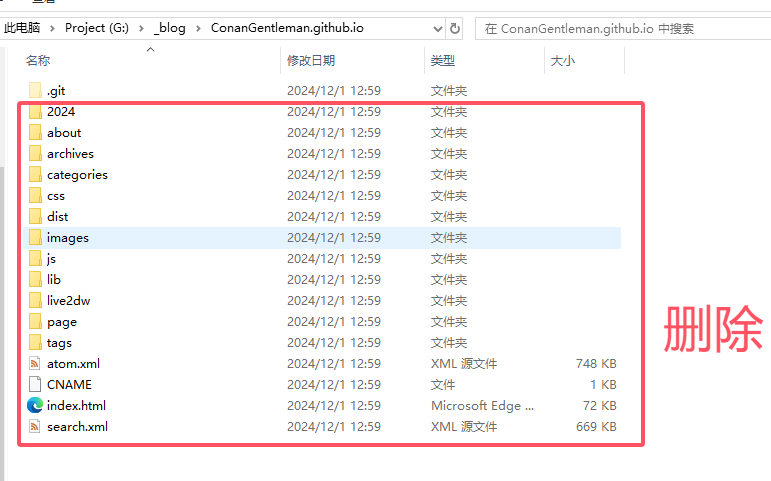 此电脑 > Project (G:) > _blog > ConanGentleman.github.io
在 ConanGentleman.github.io 中搜索
名称 修改日期 类型 大小
.git 2024/12/1 12:59 文件夹
2024 2024/12/1 12:59 文件夹
about 2024/12/1 12:59 文件夹
archives 2024/12/1 12:59 文件夹
categories 2024/12/1 12:59 文件夹
css 2024/12/1 12:59 文件夹
dist 2024/12/1 12:59 文件夹
images 2024/12/1 12:59 文件夹
js 2024/12/1 12:59 文件夹
lib 2024/12/1 12:59 文件夹
live2dw 2024/12/1 12:59 文件夹
page 2024/12/1 12:59 文件夹
tags 2024/12/1 12:59 文件夹
atom.xml 2024/12/1 12:59 XML 源文件 748 KB
CNAME 2024/12/1 12:59 文件 1 KB
index.html 2024/12/1 12:59 Microsoft Edge ... 72 KB
search.xml 2024/12/1 12:59 XML 源文件 669 KB
删除